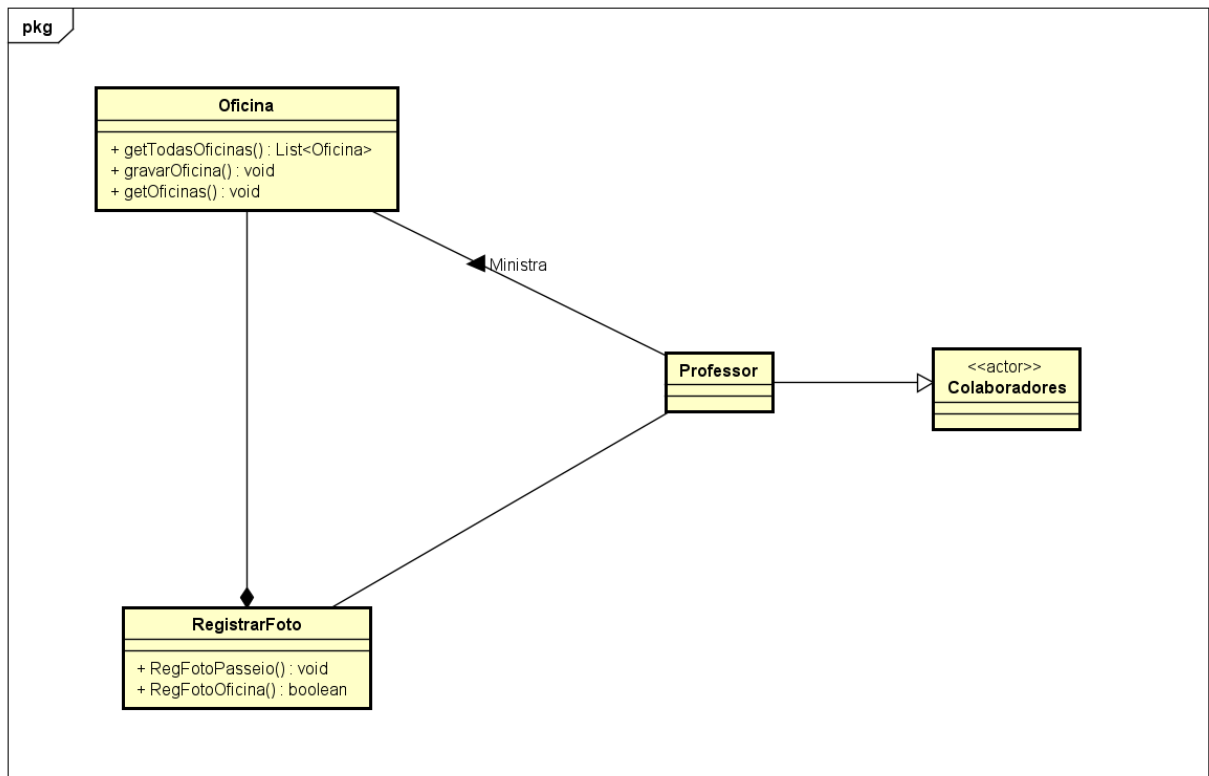 pkg
Oficina
+ getTodasOficinas() : List<Oficina>
+ gravarOficina() : void
+ getOficinas() : void
Ministra
Professor
<<actor>>
Colaboradores
RegistrarFoto
+ RegFotoPasseio() : void
+ RegFotoOficina() : boolean